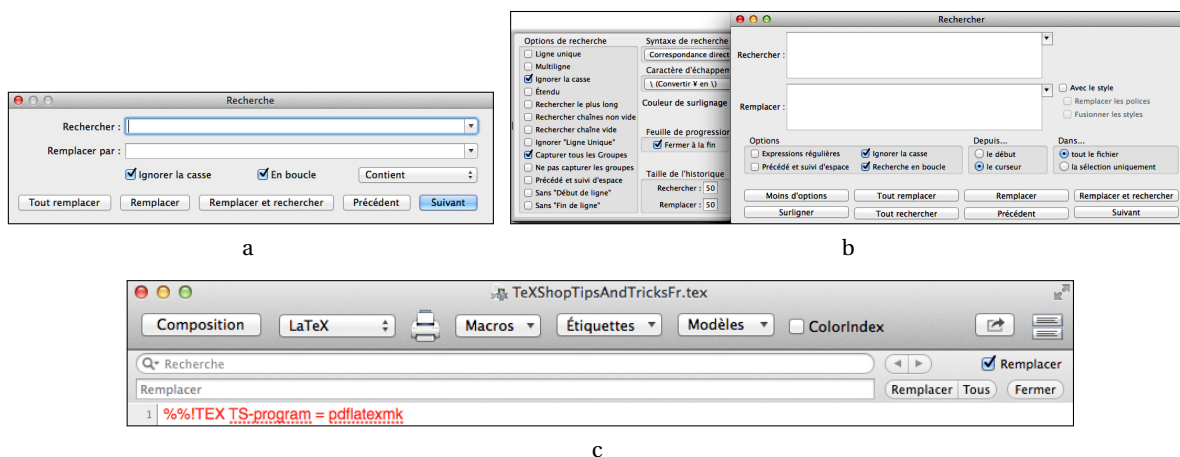 Recherche
Rechercher :
Remplacer par :
Ignorer la casse En boucle Contient
Tout remplacer Remplacer Remplacer et rechercher Précédent Suivant
a
Options de recherche
Ligne unique
Multiligne
Ignorer la casse
Étendu
Rechercher le plus long
Rechercher chaînes non vide
Rechercher chaîne vide
Ignorer "Ligne Unique"
Capturer tous les Groupes
Ne pas capturer les groupes
Précédé et suivi d'espace
Sans "Début de ligne"
Sans "Fin de ligne"
Syntaxe de recherche
Correspondance direct
Caractère d'échappem
\ (Convertir ¥ en \)
Couleur de surlignage
Feuille de progression
Fermer à la fin
Taille de l'historique
Rechercher : 50
Remplacer : 50
Rechercher
Rechercher :
Remplacer :
Avec le style
Remplacer les polices
Fusionner les styles
Options
Expressions régulières Ignorer la casse
Précédé et suivi d'espace Recherche en boucle
Depuis...
le début
le curseur
Dans...
tout le fichier
la sélection uniquement
Moins d'options Tout remplacer Remplacer Remplacer et rechercher
Surligner Tout rechercher Précédent Suivant
b
TeXShopTipsAndTricksFr.tex
Composition LaTeX Macros Étiquettes Modèles ColorIndex
Recherche Remplacer
Remplacer Remplacer Tous Fermer
1 %%!TEX TS-program = pdflatexmk
c